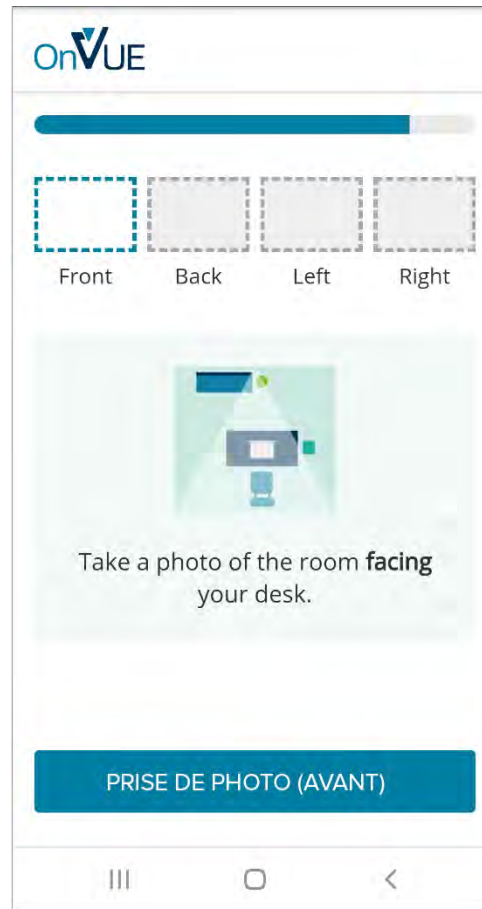 OnVUE
Front Back Left Right
Take a photo of the room facing
your desk.
PRISE DE PHOTO (AVANT)